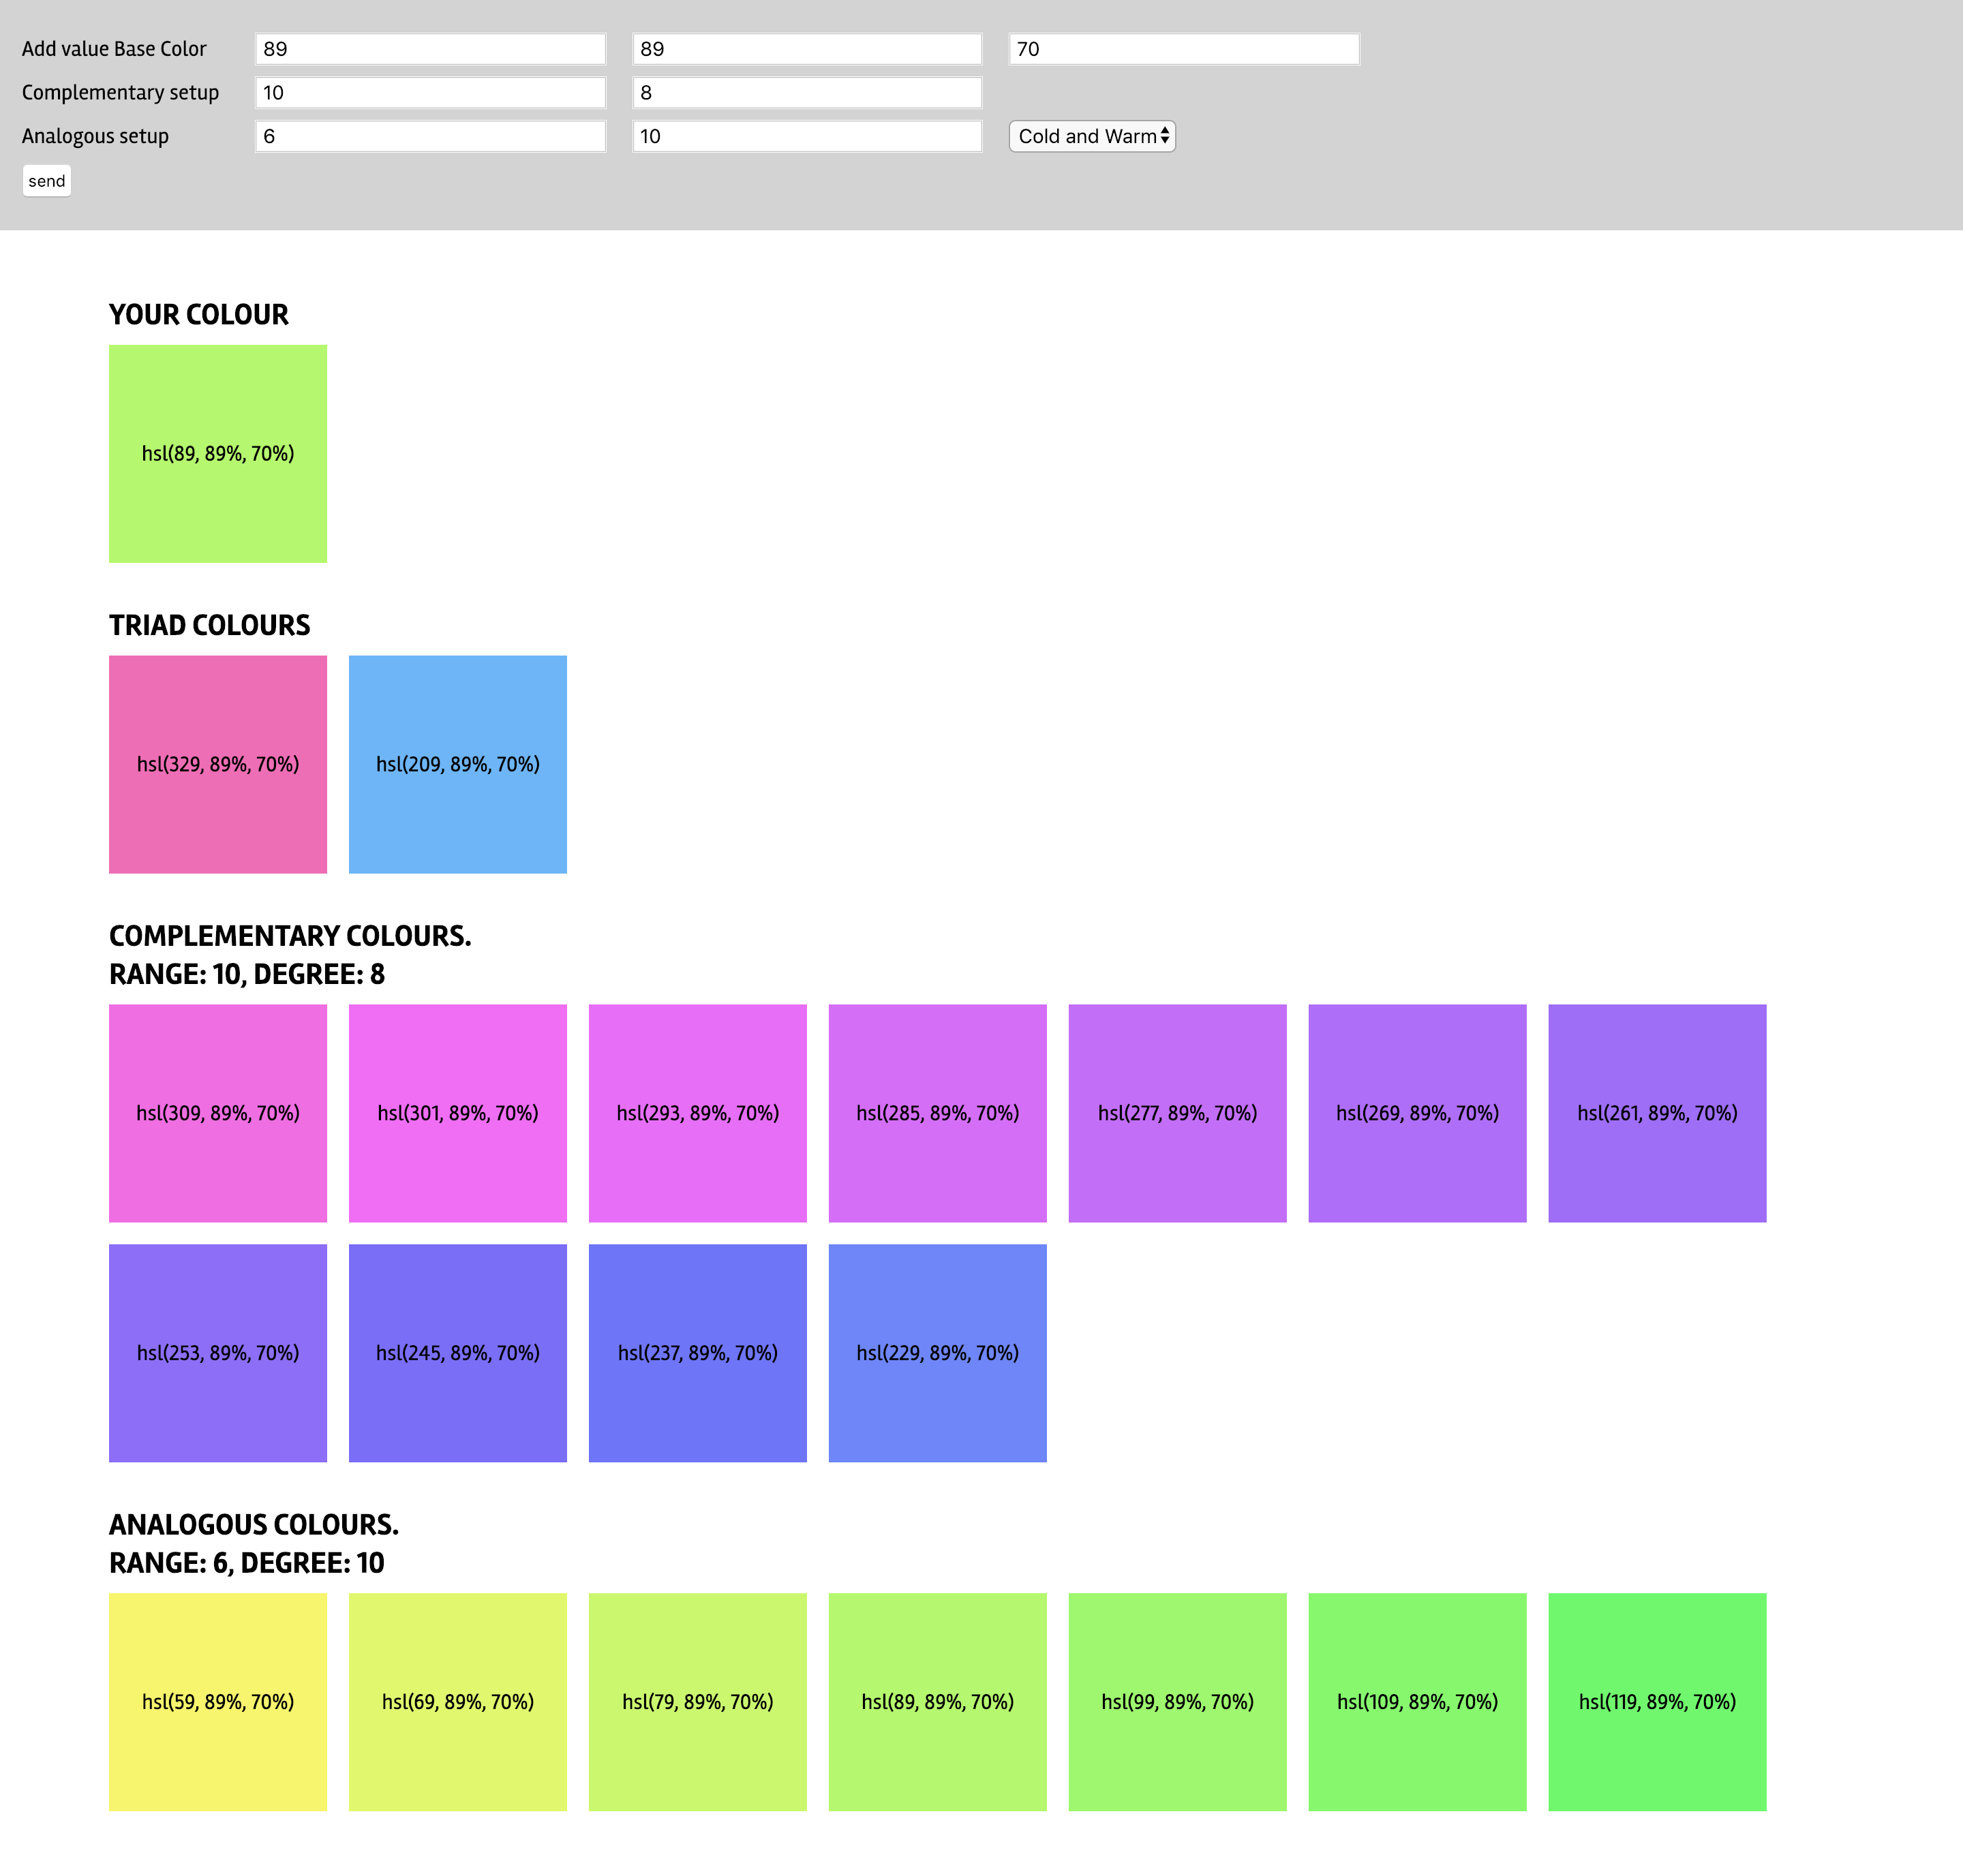 Add value Base Color 89 89 70
Complementary setup 10 8
Analogous setup 6 10 Cold and Warm
send
YOUR COLOUR
hsl(89, 89%, 70%)
TRIAD COLOURS
hsl(329, 89%, 70%) hsl(209, 89%, 70%)
COMPLEMENTARY COLOURS.
RANGE: 10, DEGREE: 8
hsl(309, 89%, 70%) hsl(301, 89%, 70%) hsl(293, 89%, 70%) hsl(285, 89%, 70%) hsl(277, 89%, 70%) hsl(269, 89%, 70%) hsl(261, 89%, 70%)
hsl(253, 89%, 70%) hsl(245, 89%, 70%) hsl(237, 89%, 70%) hsl(229, 89%, 70%)
ANALOGOUS COLOURS.
RANGE: 6, DEGREE: 10
hsl(59, 89%, 70%) hsl(69, 89%, 70%) hsl(79, 89%, 70%) hsl(89, 89%, 70%) hsl(99, 89%, 70%) hsl(109, 89%, 70%) hsl(119, 89%, 70%)